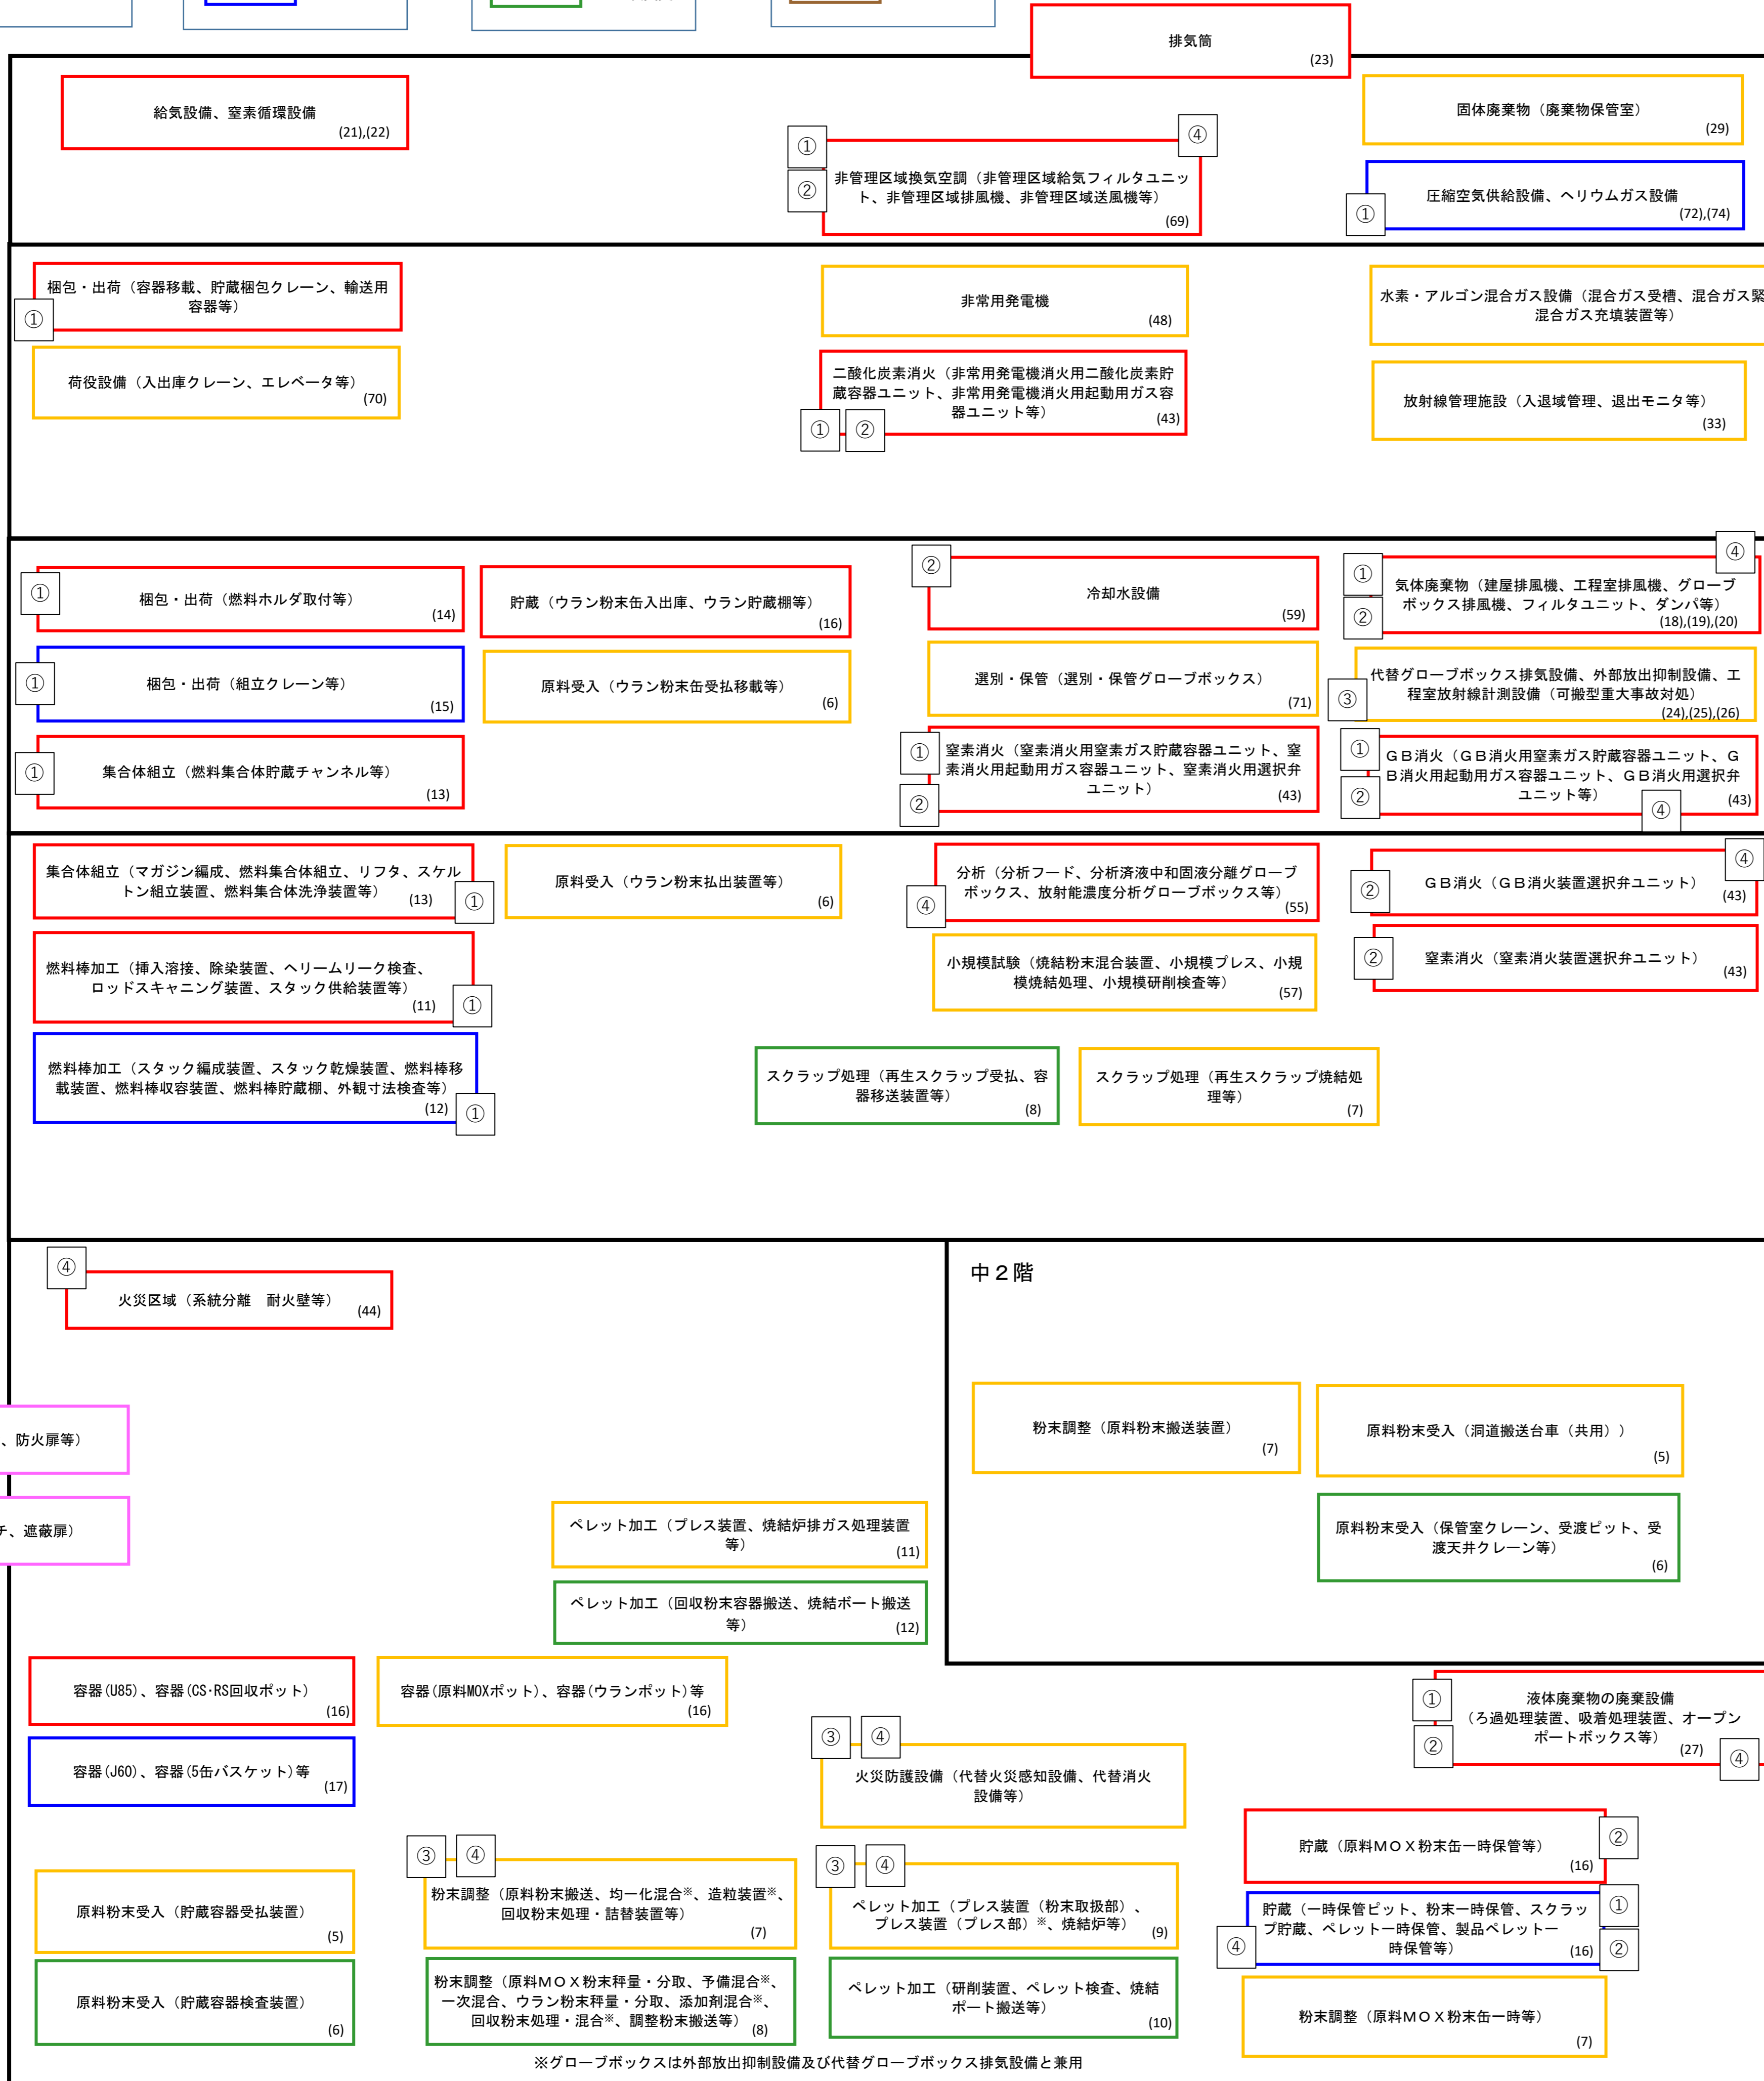 排気筒
(23)
給気設備、窒素循環設備
(21),(22)
①
②
④
非管理区域換気空調（非管理区域給気フィルタユニッ
ト、非管理区域排風機、非管理区域送風機等）
(69)
固体廃棄物（廃棄物保管室）
(29)
①
圧縮空気供給設備、ヘリウムガス設備
(72),(74)
①
梱包・出荷（容器移載、貯蔵梱包クレーン、輸送用
容器等）
荷役設備（入出庫クレーン、エレベータ等）
(70)
非常用発電機
(48)
二酸化炭素消火（非常用発電機消火用二酸化炭素貯
蔵容器ユニット、非常用発電機消火用起動用ガス容
器ユニット等）
(43)
①
②
水素・アルゴン混合ガス設備（混合ガス受槽、混合ガス緊
混合ガス充填装置等）
放射線管理施設（入退域管理、退出モニタ等）
(33)
①
梱包・出荷（燃料ホルダ取付等）
(14)
①
梱包・出荷（組立クレーン等）
(15)
①
集合体組立（燃料集合体貯蔵チャンネル等）
(13)
貯蔵（ウラン粉末缶入出庫、ウラン貯蔵棚等）
(16)
原料受入（ウラン粉末缶受払移載等）
(6)
②
冷却水設備
(59)
選別・保管（選別・保管グローブボックス）
(71)
①
②
窒素消火（窒素消火用窒素ガス貯蔵容器ユニット、窒
素消火用起動用ガス容器ユニット、窒素消火用選択弁
ユニット）
(43)
①
②
④
気体廃棄物（建屋排風機、工程室排風機、グローブ
ボックス排風機、フィルタユニット、ダンパ等）
(18),(19),(20)
③
代替グローブボックス排気設備、外部放出抑制設備、工
程室放射線計測設備（可搬型重大事故対処）
(24),(25),(26)
①
②
ＧＢ消火（ＧＢ消火用窒素ガス貯蔵容器ユニット、Ｇ
Ｂ消火用起動用ガス容器ユニット、ＧＢ消火用選択弁
ユニット等）
(43)
④
集合体組立（マガジン編成、燃料集合体組立、リフタ、スケル
トン組立装置、燃料集合体洗浄装置等）
(13)
①
燃料棒加工（挿入溶接、除染装置、ヘリームリーク検査、
ロッドスキャニング装置、スタック供給装置等）
(11)
①
燃料棒加工（スタック編成装置、スタック乾燥装置、燃料棒移
載装置、燃料棒収容装置、燃料棒貯蔵棚、外観寸法検査等）
(12)
①
原料受入（ウラン粉末払出装置等）
(6)
④
分析（分析フード、分析済液中和固液分離グローブ
ボックス、放射能濃度分析グローブボックス等）
(55)
小規模試験（焼結粉末混合装置、小規模プレス、小規
模焼結処理、小規模研削検査等）
(57)
②
④
ＧＢ消火（ＧＢ消火装置選択弁ユニット）
(43)
②
窒素消火（窒素消火装置選択弁ユニット）
(43)
スクラップ処理（再生スクラップ受払、容
器移送装置等）
(8)
スクラップ処理（再生スクラップ焼結処
理等）
(7)
④
火災区域（系統分離　耐火壁等）
(44)
中２階
粉末調整（原料粉末搬送装置）
(7)
原料粉末受入（洞道搬送台車（共用））
(5)
原料粉末受入（保管室クレーン、受渡ピット、受
渡天井クレーン等）
(6)
、防火扉等）
チ、遮蔽扉）
ペレット加工（プレス装置、焼結炉排ガス処理装置
等）
(11)
ペレット加工（回収粉末容器搬送、焼結ボート搬送
等）
(12)
容器(U85)、容器(CS･RS回収ポット)
(16)
容器(原料MOXポット)、容器(ウランポット)等
(16)
容器(J60)、容器(5缶バスケット)等
(17)
①
②
④
液体廃棄物の廃棄設備
（ろ過処理装置、吸着処理装置、オープン
ポートボックス等）
(27)
③
④
火災防護設備（代替火災感知設備、代替消火
設備等）
貯蔵（原料ＭＯＸ粉末缶一時保管等）
(16)
②
原料粉末受入（貯蔵容器受払装置）
(5)
③
④
粉末調整（原料粉末搬送、均一化混合※、造粒装置※、
回収粉末処理・詰替装置等）
(7)
③
④
ペレット加工（プレス装置（粉末取扱部）、
プレス装置（プレス部）※、焼結炉等）
(9)
④
貯蔵（一時保管ピット、粉末一時保管、スクラッ
プ貯蔵、ペレット一時保管、製品ペレット一
時保管等）
(16)
①
②
原料粉末受入（貯蔵容器検査装置）
(6)
粉末調整（原料ＭＯＸ粉末秤量・分取、予備混合※、
一次混合、ウラン粉末秤量・分取、添加剤混合※、
回収粉末処理・混合※、調整粉末搬送等）
(8)
ペレット加工（研削装置、ペレット検査、焼結
ポート搬送等）
(10)
粉末調整（原料ＭＯＸ粉末缶一時等）
(7)
※グローブボックスは外部放出抑制設備及び代替グローブボックス排気設備と兼用